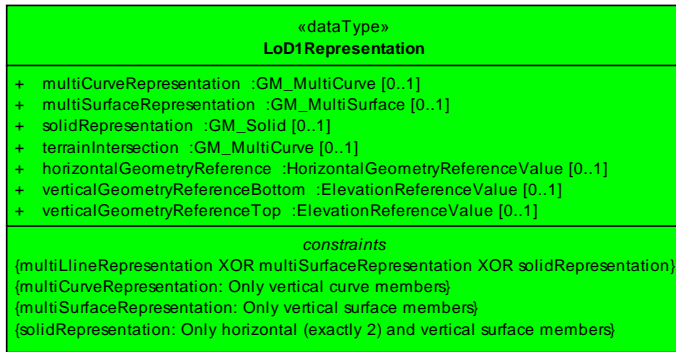 «dataType»
LoD1Representation
+ multiCurveRepresentation :GM_MultiCurve [0..1]
+ multiSurfaceRepresentation :GM_MultiSurface [0..1]
+ solidRepresentation :GM_Solid [0..1]
+ terrainIntersection :GM_MultiCurve [0..1]
+ horizontalGeometryReference :HorizontalGeometryReferenceValue [0..1]
+ verticalGeometryReferenceBottom :ElevationReferenceValue [0..1]
+ verticalGeometryReferenceTop :ElevationReferenceValue [0..1]
constraints
{multiLlineRepresentation XOR multiSurfaceRepresentation XOR solidRepresentation}
{multiCurveRepresentation: Only vertical curve members}
{multiSurfaceRepresentation: Only vertical surface members}
{solidRepresentation: Only horizontal (exactly 2) and vertical surface members}